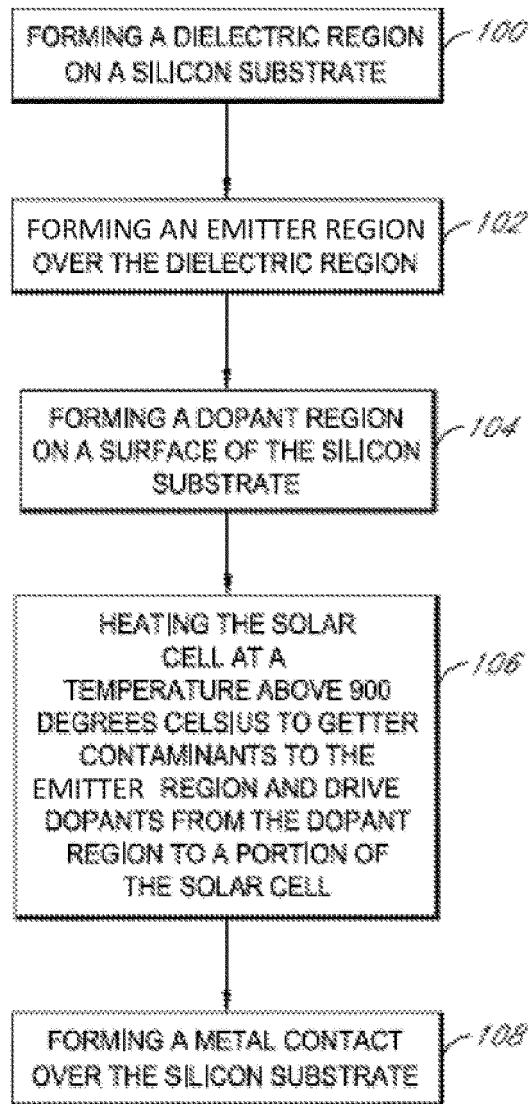 FORMING A DIELECTRIC REGION
ON A SILICON SUBSTRATE
100
FORMING AN EMITTER REGION
OVER THE DIELECTRIC REGION
102
FORMING A DOPANT REGION
ON A SURFACE OF THE SILICON
SUBSTRATE
104
HEATING THE SOLAR
CELL AT A
TEMPERATURE ABOVE 900
DEGREES CELSIUS TO GETTER
CONTAMINANTS TO THE
EMITTER REGION AND DRIVE
DOPANTS FROM THE DOPANT
REGION TO A PORTION OF
THE SOLAR CELL
106
FORMING A METAL CONTACT
OVER THE SILICON SUBSTRATE
108